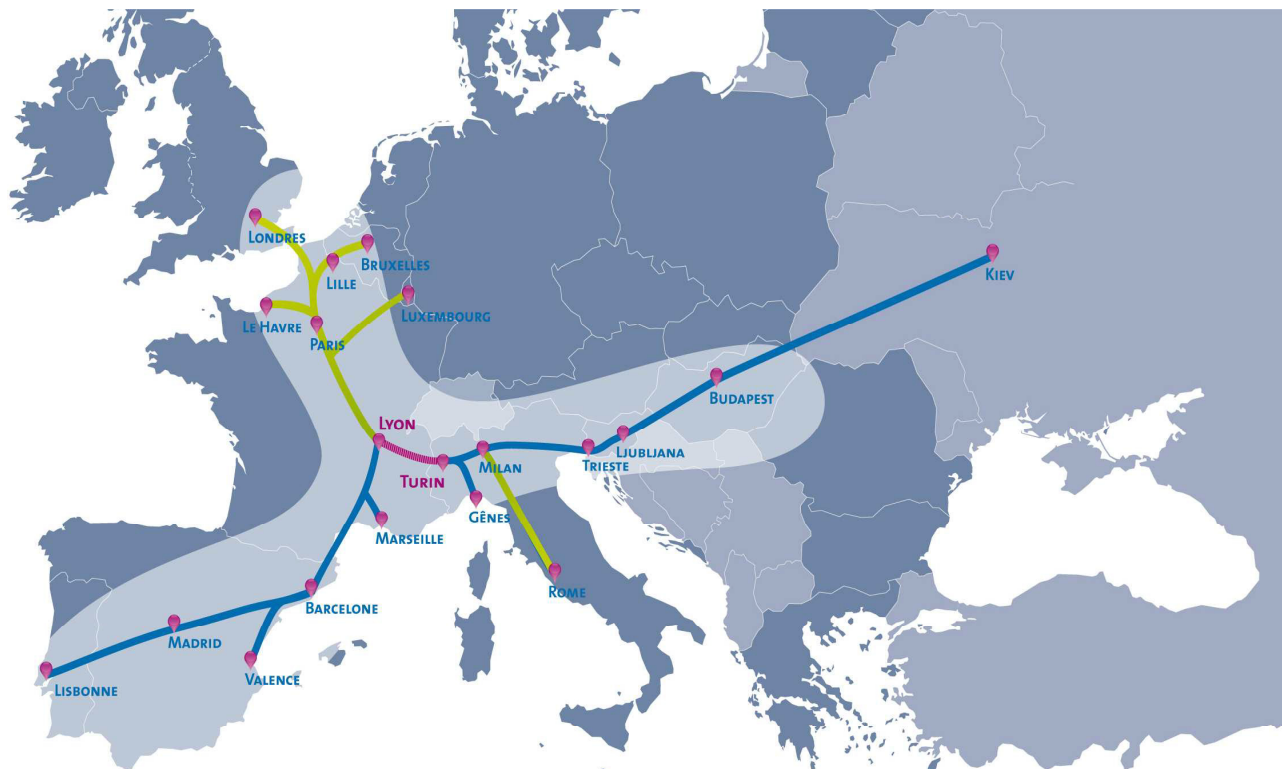 Londres
Bruxelles
Lille
Kiev
Luxembourg
Le Havre
Paris
Budapest
Lyon
Ljubljana
Milan
Trieste
Turin
Gênes
Marseille
Rome
Barcelone
Madrid
Valence
Lisbonne